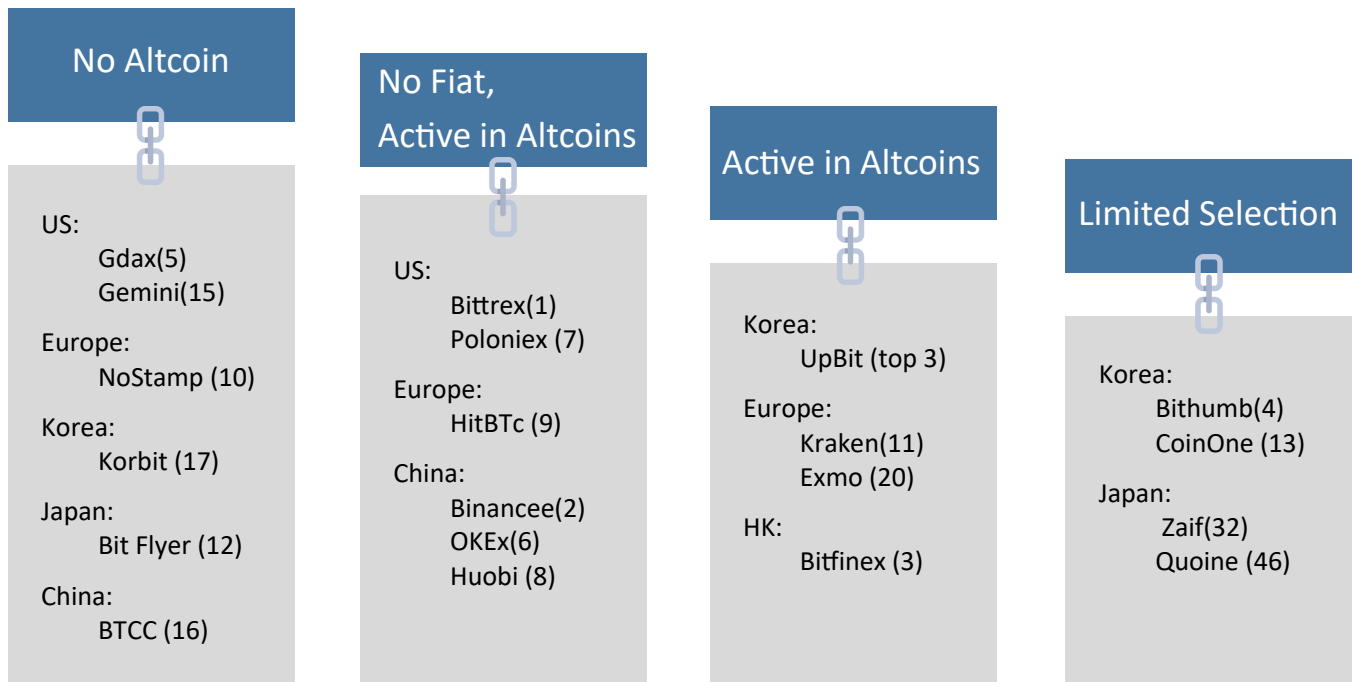 No Altcoin
US:
Gdax(5)
Gemini(15)
Europe:
NoStamp (10)
Korea:
Korbit (17)
Japan:
Bit Flyer (12)
China:
BTCC (16)
No Fiat,
Active in Altcoins
US:
Bittrex(1)
Poloniex (7)
Europe:
HitBTc (9)
China:
Binancee(2)
OKEx(6)
Huobi (8)
Active in Altcoins
Korea:
UpBit (top 3)
Europe:
Kraken(11)
Exmo (20)
HK:
Bitfinex (3)
Limited Selection
Korea:
Bithumb(4)
CoinOne (13)
Japan:
Zaif(32)
Quoine (46)